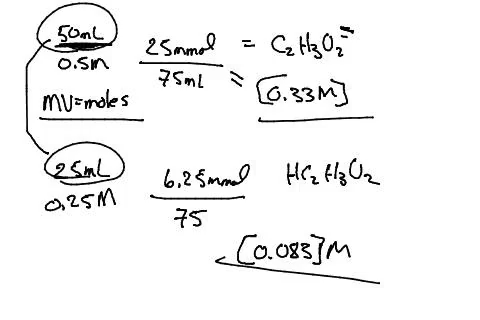 50mL
0.5M
25mmol = C₂H₃O₂⁻
75mL = [0.33M]
MV=moles
25mL
0.25M
6.25mmol HC₂H₃O₂
75
[0.083]M